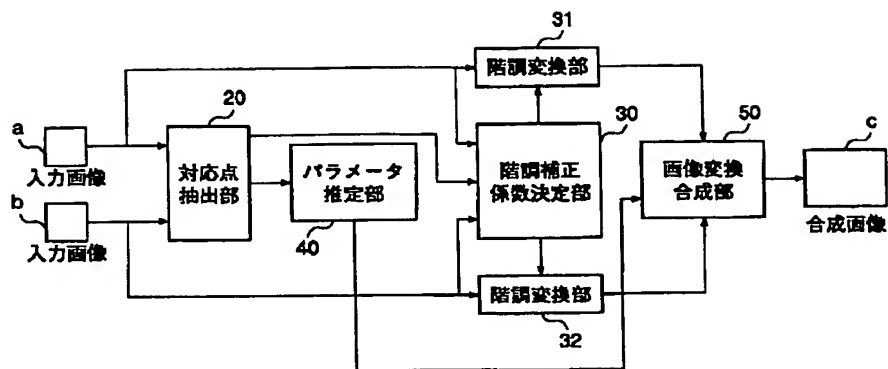 31
階調変換部
a
入力画像
b
入力画像
20
対応点
抽出部
パラメータ
推定部
40
階調補正
係数決定部
30
階調変換部
32
50
画像変換
合成部
c
合成画像